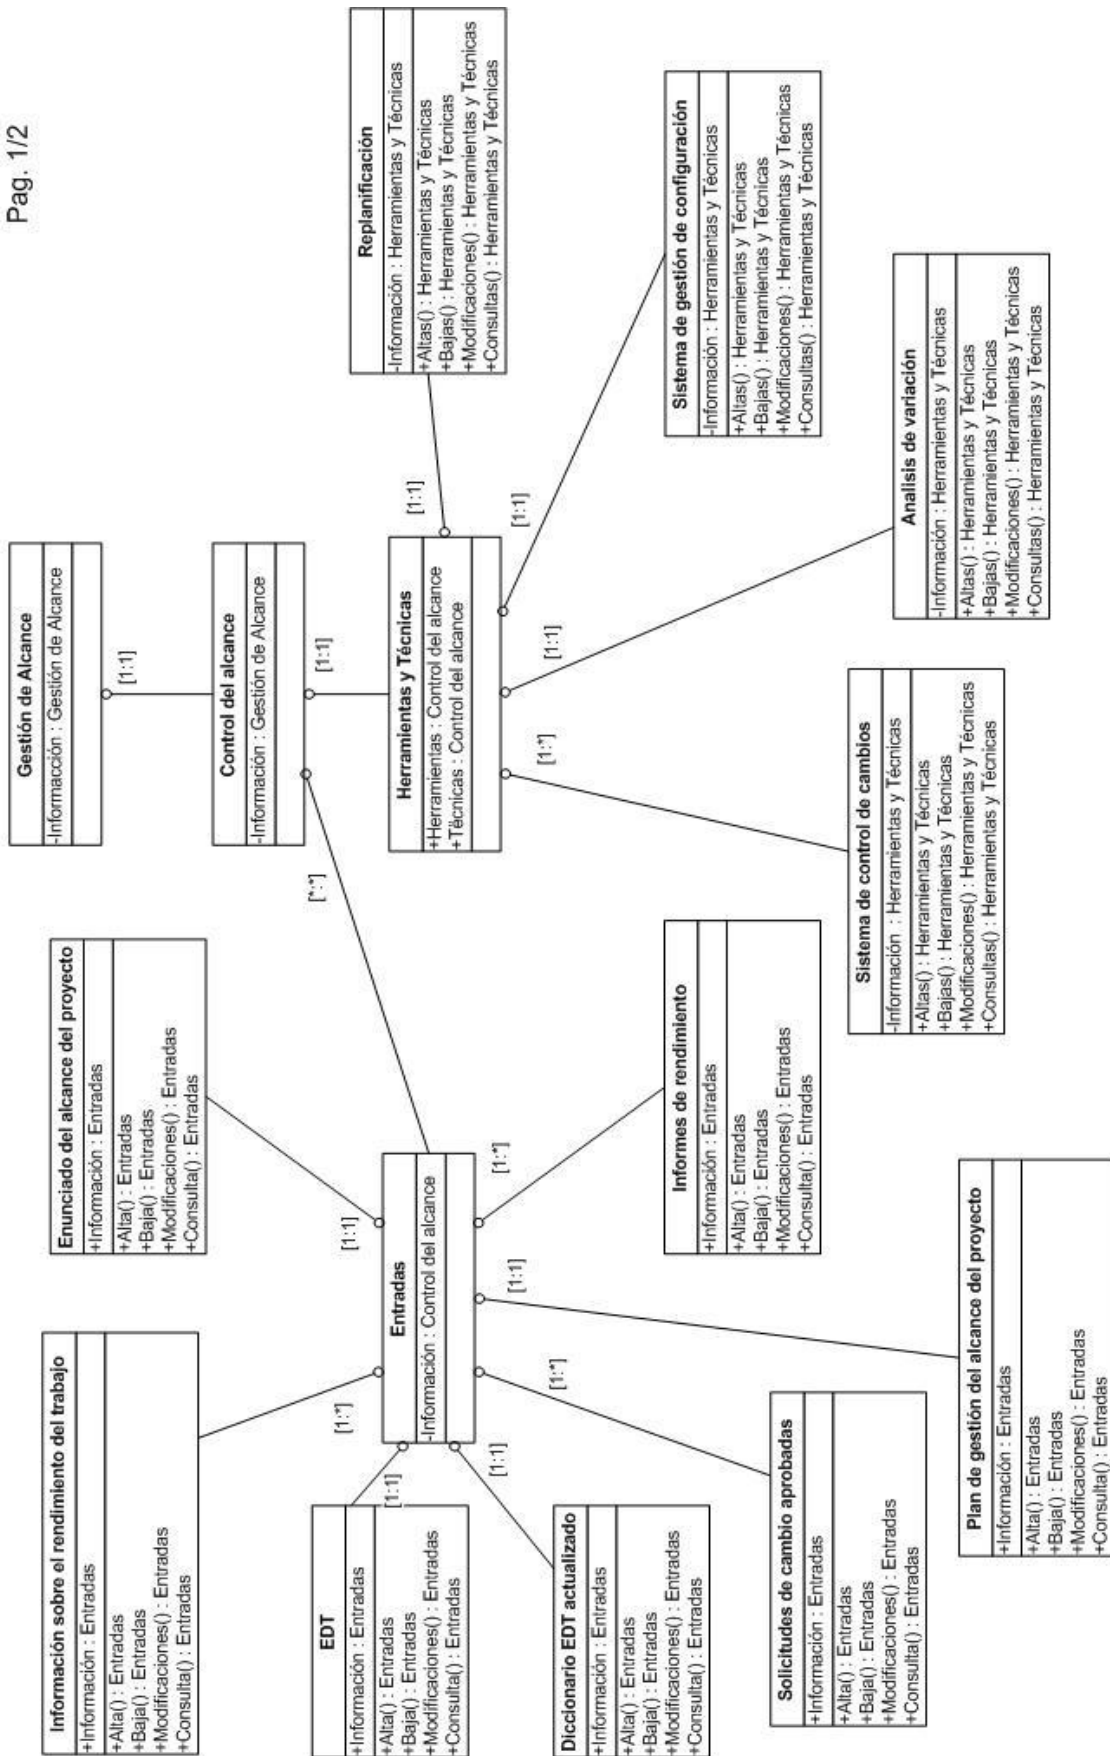 Pag. 1/2
Gestión de Alcance
-Informacción : Gestión de Alcance
[1:1]
Control del alcance
-Información : Gestión de Alcance
[1:1]
[*:*]
Herramientas y Técnicas
+Herramientas : Control del alcance
+Tëcnicas : Control del alcance
[1:1]
[1:1]
[1:1]
[1:*]
Replanificación
-Información : Herramientas y Técnicas
+Altas() : Herramientas y Técnicas
+Bajas() : Herramientas y Técnicas
+Modificaciones() : Herramientas y Técnicas
+Consultas() : Herramientas y Técnicas
Sistema de gestión de configuración
-Información : Herramientas y Técnicas
+Altas() : Herramientas y Técnicas
+Bajas() : Herramientas y Técnicas
+Modificaciones() : Herramientas y Técnicas
+Consultas() : Herramientas y Técnicas
Analisis de variación
-Información : Herramientas y Técnicas
+Altas() : Herramientas y Técnicas
+Bajas() : Herramientas y Técnicas
+Modificaciones() : Herramientas y Técnicas
+Consultas() : Herramientas y Técnicas
Sistema de control de cambios
-Información : Herramientas y Técnicas
+Altas() : Herramientas y Técnicas
+Bajas() : Herramientas y Técnicas
+Modificaciones() : Herramientas y Técnicas
+Consultas() : Herramientas y Técnicas
Enunciado del alcance del proyecto
+Información : Entradas
+Alta() : Entradas
+Baja() : Entradas
+Modificaciones() : Entradas
+Consulta() : Entradas
Información sobre el rendimiento del trabajo
+Información : Entradas
+Alta() : Entradas
+Baja() : Entradas
+Modificaciones() : Entradas
+Consulta() : Entradas
[1:1]
[1:*]
Entradas
-Información : Control del alcance
[1:*]
[1:1]
[1:*]
[1:1]
[1:1]
EDT
+Información : Entradas
+Alta() : Entradas
+Baja() : Entradas
+Modificaciones() : Entradas
+Consulta() : Entradas
Diccionario EDT actualizado
+Información : Entradas
+Alta() : Entradas
+Baja() : Entradas
+Modificaciones() : Entradas
+Consulta() : Entradas
Informes de rendimiento
+Información : Entradas
+Alta() : Entradas
+Baja() : Entradas
+Modificaciones() : Entradas
+Consulta() : Entradas
Solicitudes de cambio aprobadas
+Información : Entradas
+Alta() : Entradas
+Baja() : Entradas
+Modificaciones() : Entradas
+Consulta() : Entradas
Plan de gestión del alcance del proyecto
+Información : Entradas
+Alta() : Entradas
+Baja() : Entradas
+Modificaciones() : Entradas
+Consulta() : Entradas